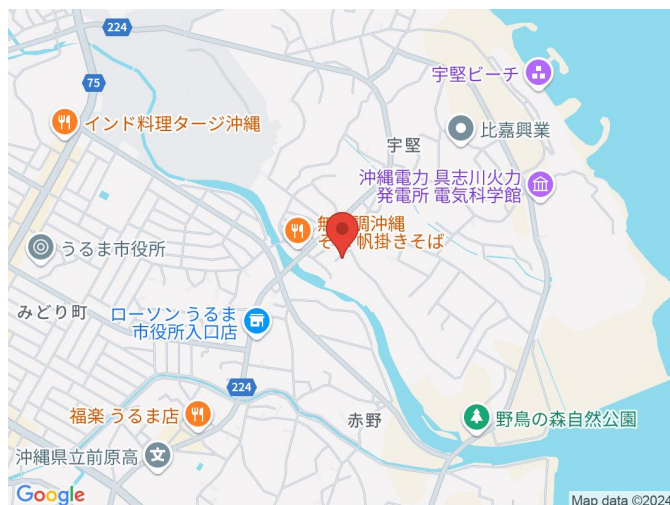 224
75
宇堅ビーチ
インド料理タージ沖縄
宇堅
比嘉興業
沖縄電力 具志川火力
発電所 電気科学館
無
調沖縄
そ
帆掛きそば
うるま市役所
みどり町
ローソン うるま
市役所入口店
224
福楽 うるま店
赤野
野鳥の森自然公園
沖縄県立前原高
Google
Map data ©2024